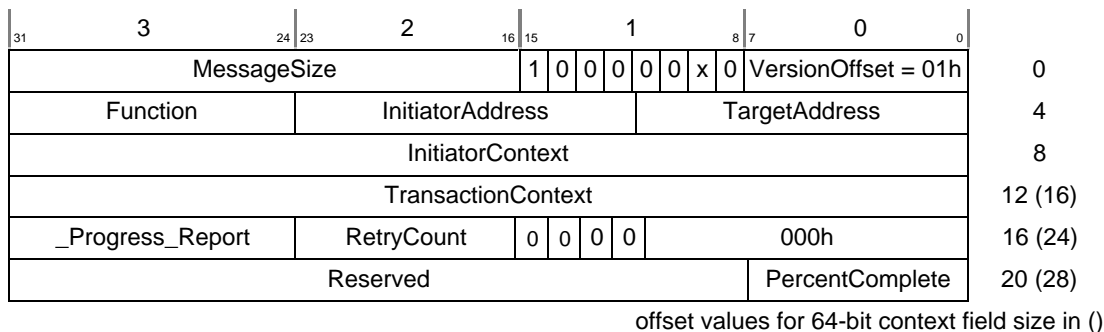 3 2 1 0
31 24 23 16 15 8 7 0
MessageSize 1 0 0 0 0 0 x 0 VersionOffset = 01h 0
Function InitiatorAddress TargetAddress 4
InitiatorContext 8
TransactionContext 12 (16)
_Progress_Report RetryCount 0 0 0 0 000h 16 (24)
Reserved PercentComplete 20 (28)
offset values for 64-bit context field size in ()